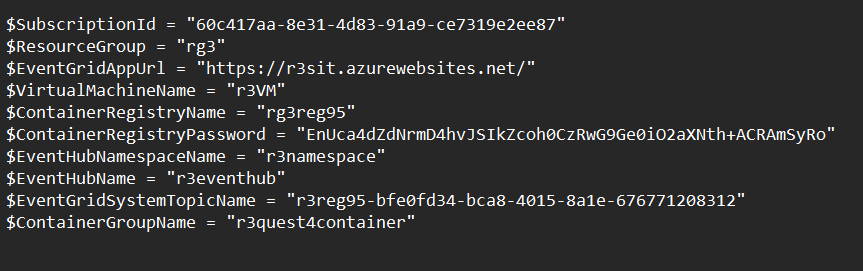 $SubscriptionId = "60c417aa-8e31-4d83-91a9-ce7319e2ee87"
$ResourceGroup = "rg3"
$EventGridAppUrl = "https://r3sit.azurewebsites.net/"
$VirtualMachineName = "r3VM"
$ContainerRegistryName = "rg3reg95"
$ContainerRegistryPassword = "EnUca4dZdNrmD4hvJSIkZcoh0CzRwG9Ge0iO2aXNth+ACRAmSyRo"
$EventHubNamespaceName = "r3namespace"
$EventHubName = "r3eventhub"
$EventGridSystemTopicName = "r3reg95-bfe0fd34-bca8-4015-8a1e-676771208312"
$ContainerGroupName = "r3quest4container"